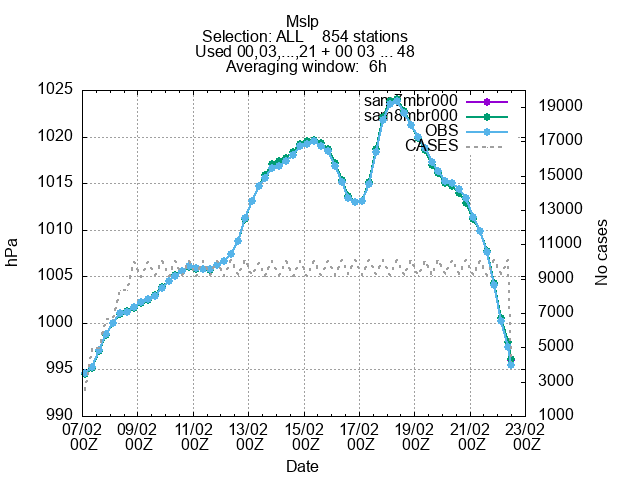 Mslp
Selection: ALL 854 stations
Used 00,03,...,21 + 00 03 ... 48
Averaging window: 6h
1025
1020
1015
1010
1005
1000
995
990
19000
17000
15000
13000
11000
9000
7000
5000
3000
1000
sam7mbr000
sam8mbr000
OBS
CASES
hPa
No cases
07/02 09/02 11/02 13/02 15/02 17/02 19/02 21/02 23/02
00Z 00Z 00Z 00Z 00Z 00Z 00Z 00Z 00Z
Date